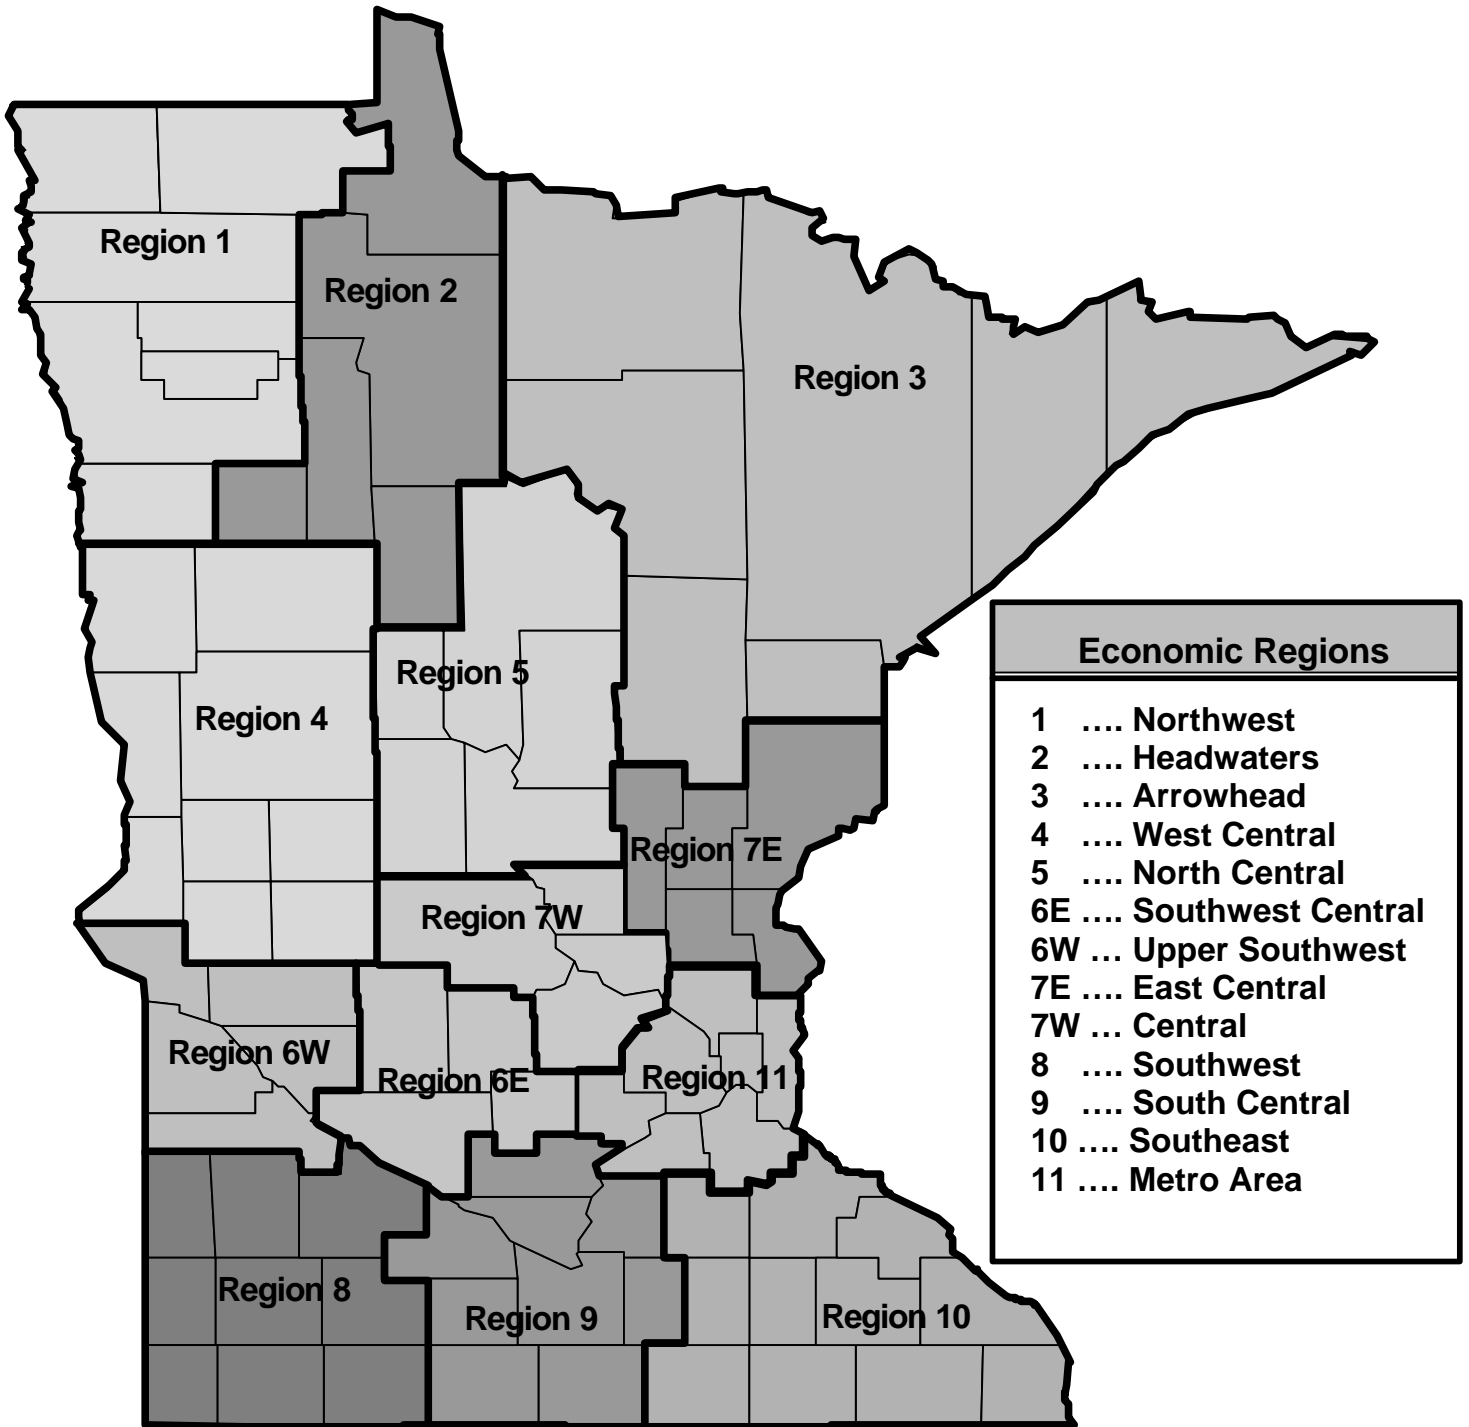 Region 1
Region 2
Region 3
Region 4
Region 5
Region 7E
Region 7W
Region 6W
Region 6E
Region 11
Region 8
Region 9
Region 10
Economic Regions
1 .... Northwest
2 .... Headwaters
3 .... Arrowhead
4 .... West Central
5 .... North Central
6E .... Southwest Central
6W ... Upper Southwest
7E .... East Central
7W ... Central
8 .... Southwest
9 .... South Central
10 .... Southeast
11 .... Metro Area